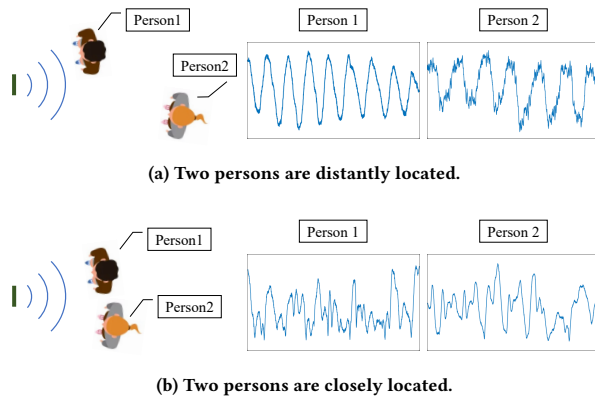 Person1
Person2
Person 1
Person 2
(a) Two persons are distantly located.
Person1
Person2
Person 1
Person 2
(b) Two persons are closely located.